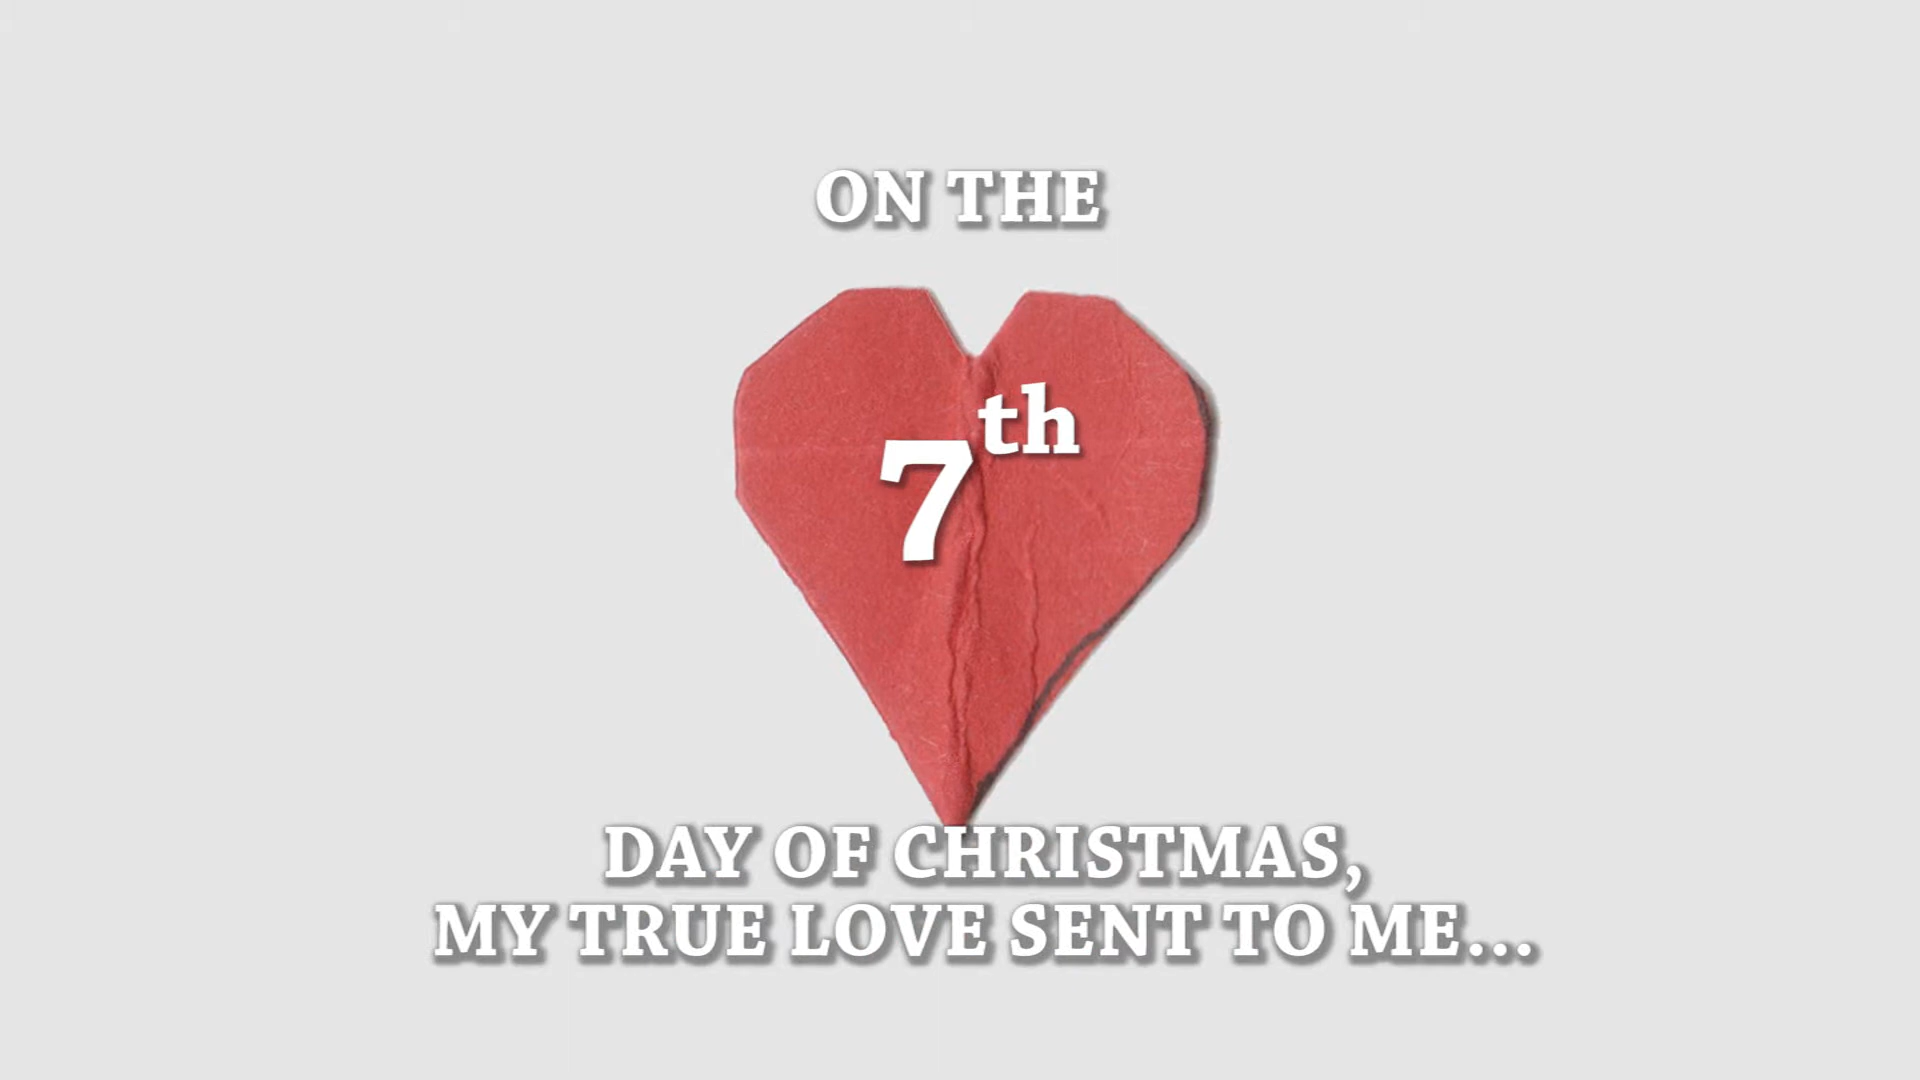 ON THE
7th
DAY OF CHRISTMAS,
MY TRUE LOVE SENT TO ME...